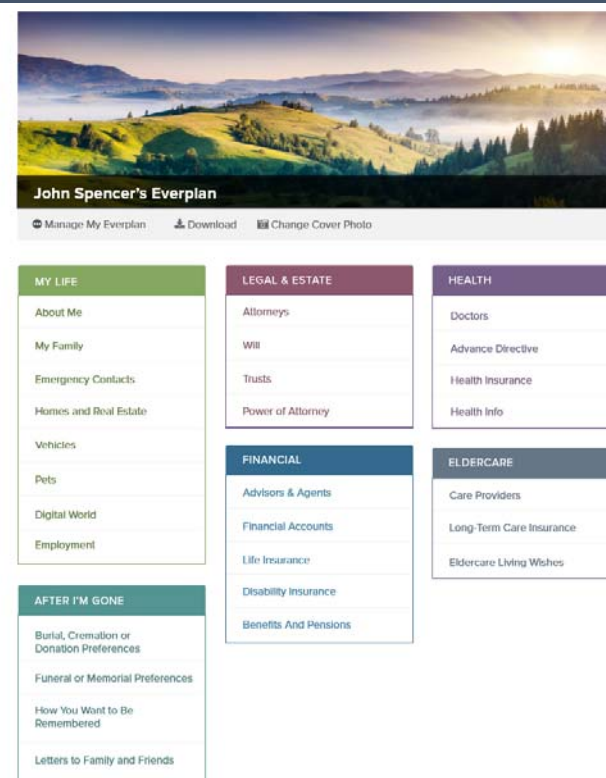 John Spencer's Everplan
Manage My Everplan
Download
Change Cover Photo
MY LIFE
About Me
My Family
Emergency Contacts
Homes and Real Estate
Vehicles
Pets
Digital World
Employment
AFTER I'M GONE
Burial, Cremation or
Donation Preferences
Funeral or Memorial Preferences
How You Want to Be
Remembered
Letters to Family and Friends
LEGAL & ESTATE
Attorneys
Will
Trusts
Power of Attorney
FINANCIAL
Advisors & Agents
Financial Accounts
Life Insurance
Disability Insurance
Benefits And Pensions
HEALTH
Doctors
Advance Directive
Health Insurance
Health Info
ELDERCARE
Care Providers
Long-Term Care Insurance
Eldercare Living Wishes